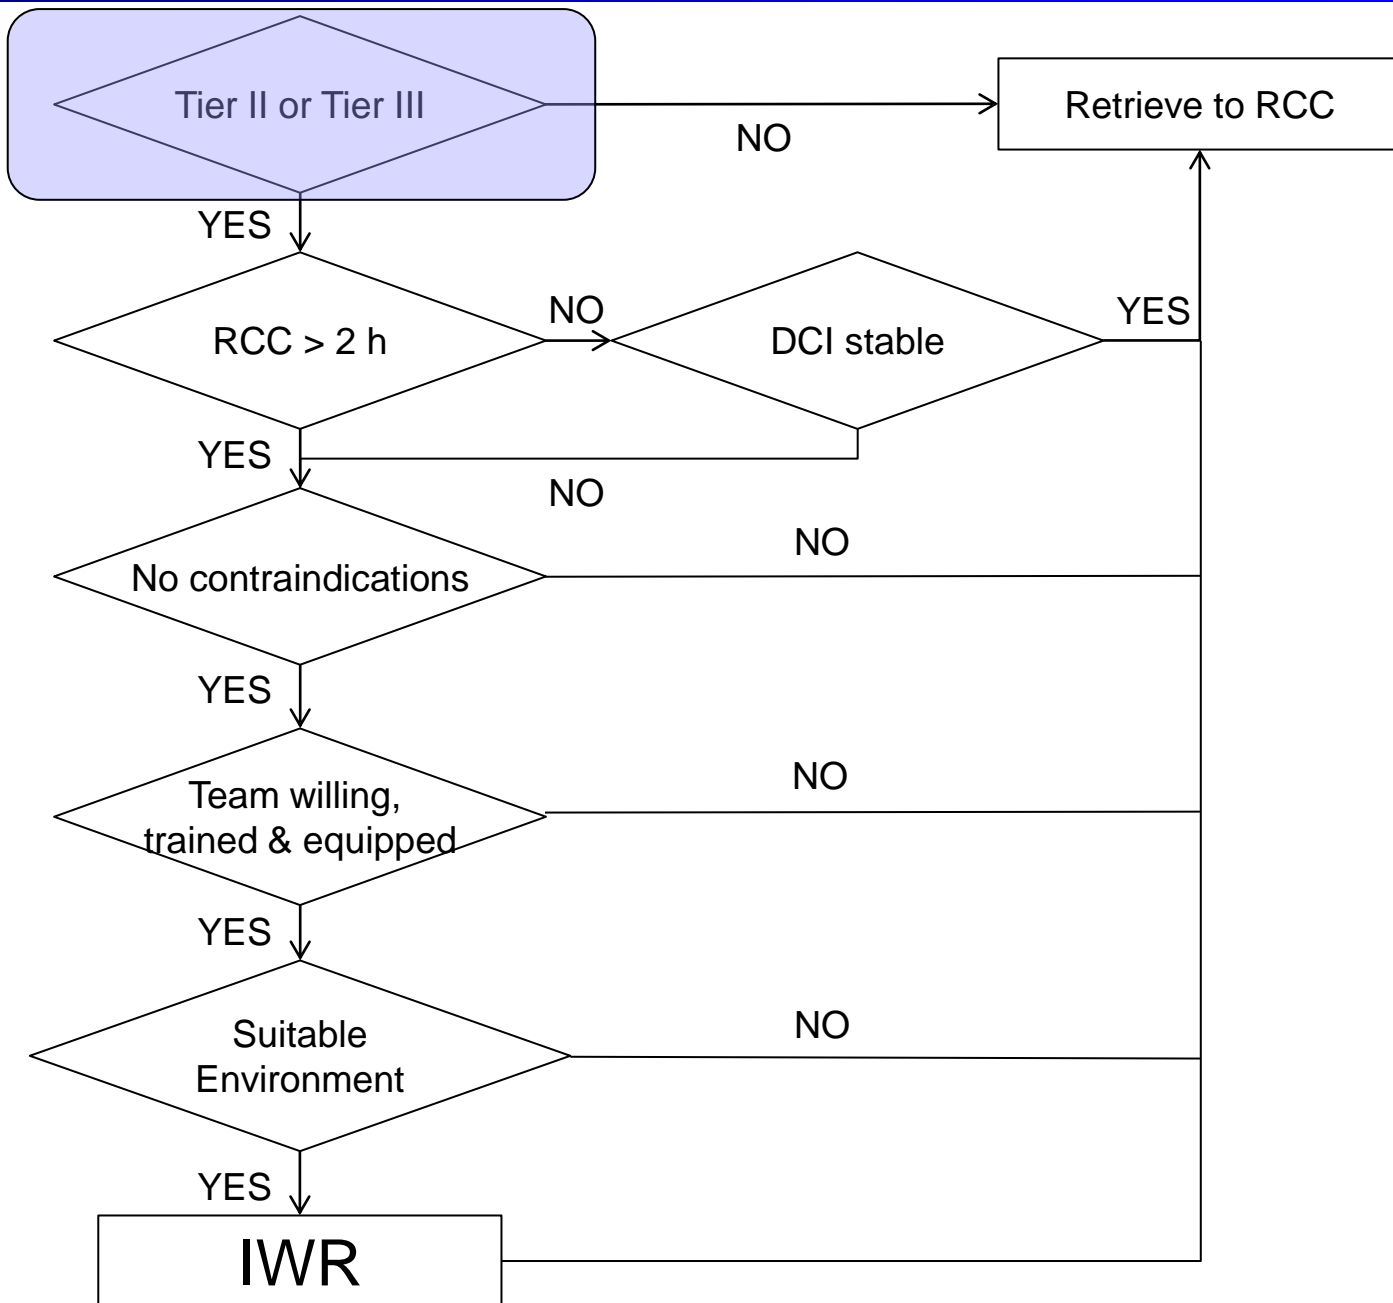 Tier II or Tier III
NO
Retrieve to RCC
YES
RCC > 2 h
NO
DCI stable
YES
YES
NO
No contraindications
NO
YES
Team willing,
trained & equipped
NO
YES
Suitable
Environment
NO
YES
IWR